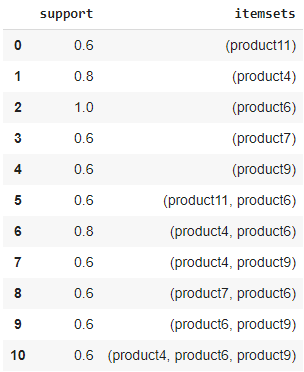 support itemsets
0 0.6 (product11)
1 0.8 (product4)
2 1.0 (product6)
3 0.6 (product7)
4 0.6 (product9)
5 0.6 (product11, product6)
6 0.8 (product4, product6)
7 0.6 (product4, product9)
8 0.6 (product7, product6)
9 0.6 (product6, product9)
10 0.6 (product4, product6, product9)